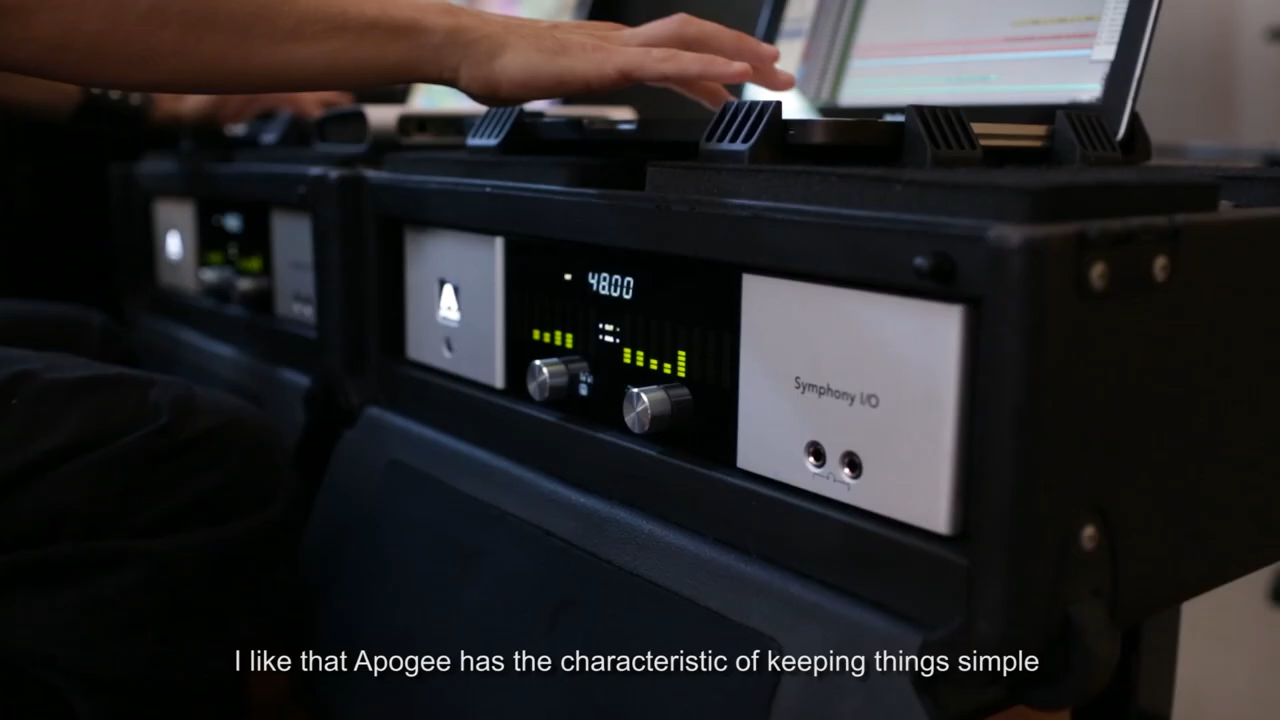 48.00
Symphony I/O
I like that Apogee has the characteristic of keeping things simple